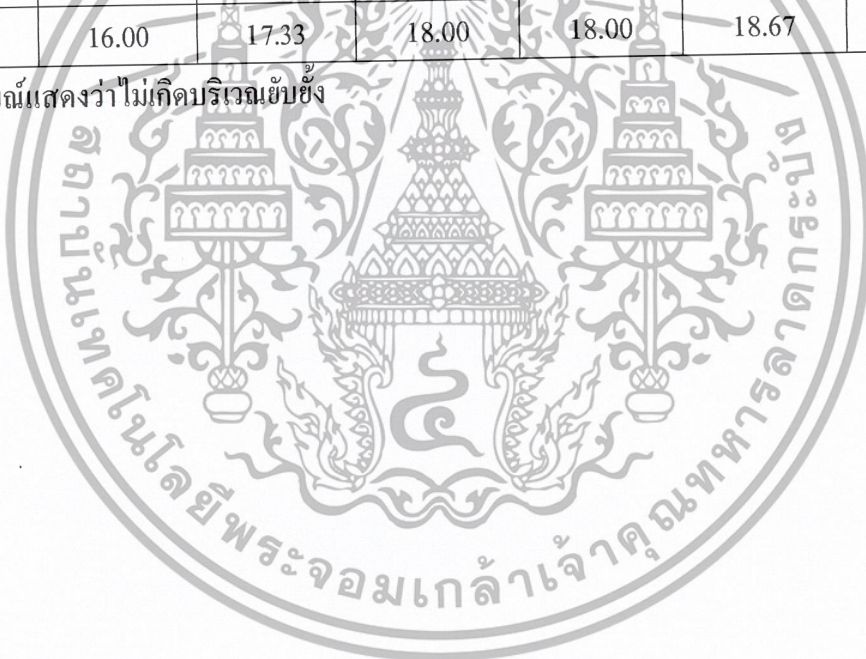 16.00 17.33 18.00 18.00 18.67
ณ์แสดงว่าไม่เกิดบริเวณยับยั้ง
สถาบันเทคโนโลยีพระจอมเกล้าเจ้าคุณทหารลาดกระบัง
๔